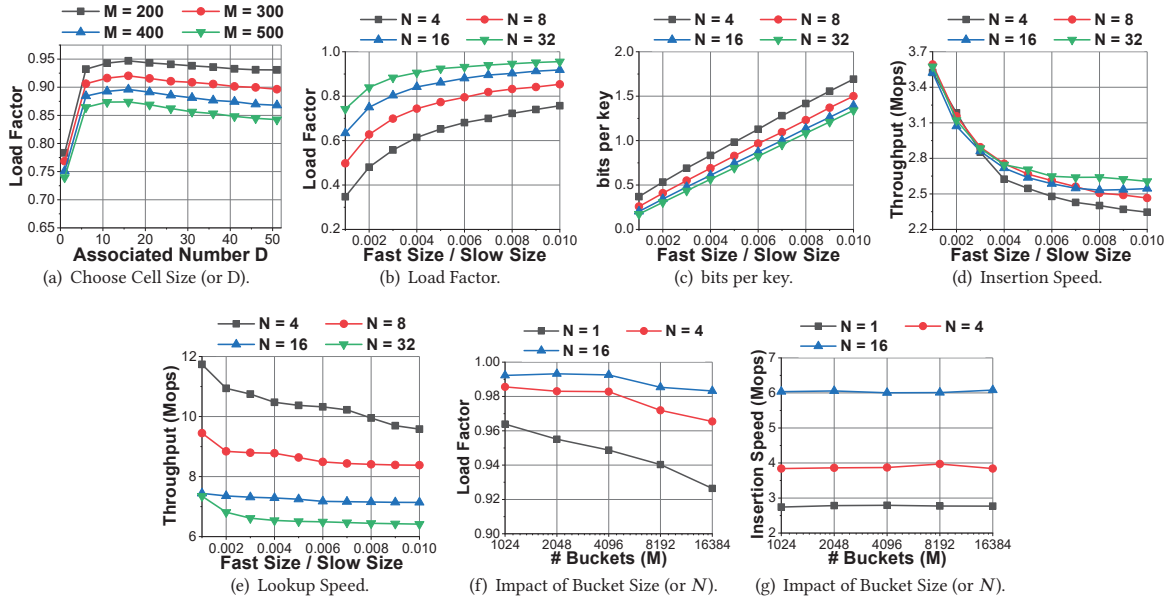 M = 200 M = 300
M = 400 M = 500
Load Factor
0.95
0.90
0.85
0.80
0.75
0.70
0.65
0 10 20 30 40 50
Associated Number D
(a) Choose Cell Size (or D).
N = 4 N = 8
N = 16 N = 32
Load Factor
1.0
0.8
0.6
0.4
0.2
0.002 0.004 0.006 0.008 0.010
Fast Size / Slow Size
(b) Load Factor.
N = 4 N = 8
N = 16 N = 32
bits per key
2.0
1.5
1.0
0.5
0.0
0.002 0.004 0.006 0.008 0.010
Fast Size / Slow Size
(c) bits per key.
N = 4 N = 8
N = 16 N = 32
Throughput (Mops)
3.7
3.4
3.1
2.8
2.5
2.2
0.002 0.004 0.006 0.008 0.010
Fast Size / Slow Size
(d) Insertion Speed.
N = 4 N = 8
N = 16 N = 32
Throughput (Mops)
12
10
8
6
0.002 0.004 0.006 0.008 0.010
Fast Size / Slow Size
(e) Lookup Speed.
N = 1 N = 4
N = 16
Load Factor
1.00
0.98
0.96
0.94
0.92
0.90
1024 2048 4096 8192 16384
# Buckets (M)
(f) Impact of Bucket Size (or N).
N = 1 N = 4
N = 16
Insertion Speed (Mops)
7
6
5
4
3
2
1024 2048 4096 8192 16384
# Buckets (M)
(g) Impact of Bucket Size (or N).